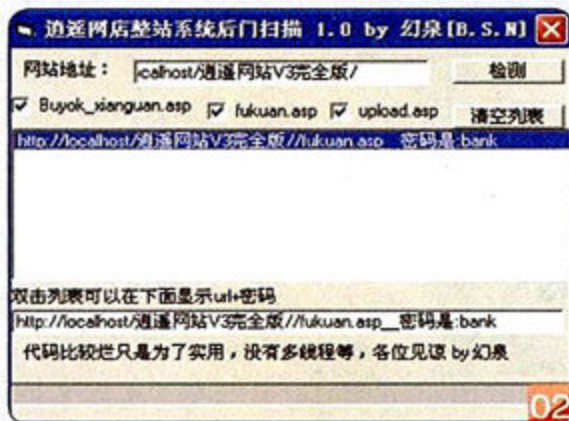 逍遥网店整站系统后门扫描 1.0 by 幻泉[B.S.N]
网站地址： ocalhost/逍遥网站V3完全版/ 检测
Buyok_xianguan.asp fukuan.asp upload.asp 清空列表
http://localhost/逍遥网站V3完全版//fukuan.asp__密码是:bank
双击列表可以在下面显示url+密码
http://localhost/逍遥网站V3完全版//fukuan.asp__密码是:bank
代码比较烂只是为了实用，没有多线程等，各位见谅 by 幻泉
02